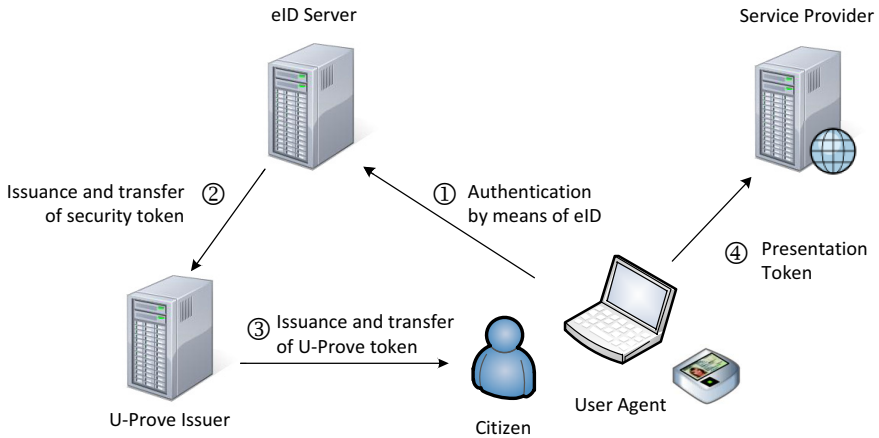 eID Server
Service Provider
Issuance and transfer
of security token
②
①
Authentication
by means of eID
④
Presentation
Token
③
Issuance and transfer
of U-Prove token
U-Prove Issuer
Citizen
User Agent